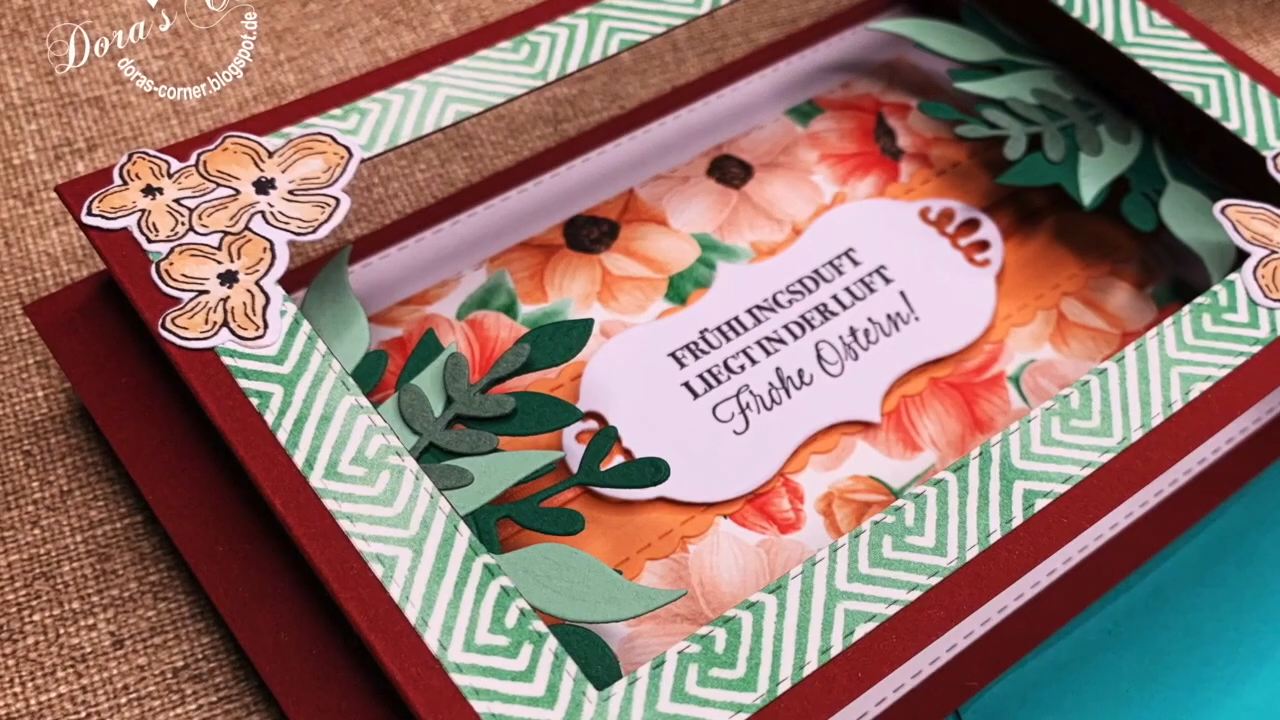 Dora's
doras-corner.blogspot.de
FRÜHLINGSDUFT
LIEGT IN DER LUFT
Frohe Ostern!